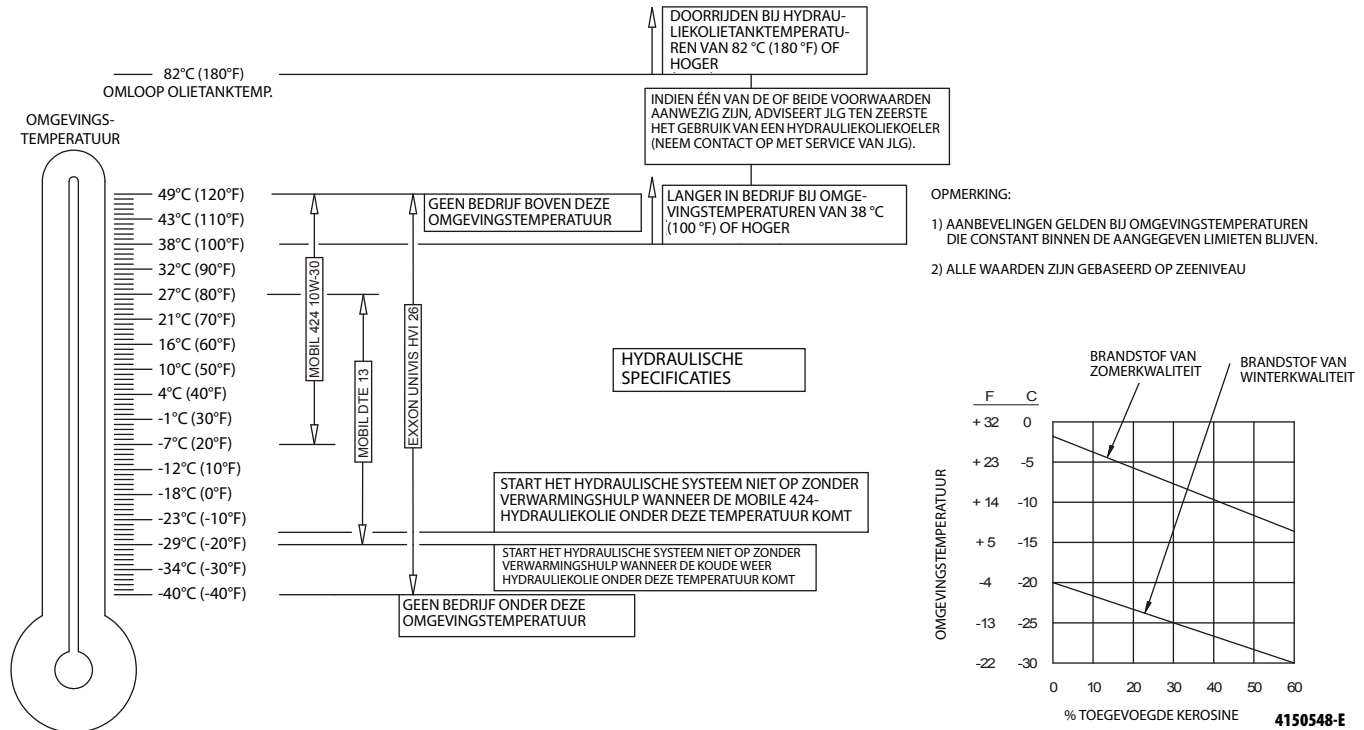 DOORRIJDEN BIJ HYDRAU-
LIEKOLIETANKTEMPERATU-
REN VAN 82 °C (180 °F) OF
HOGER
82°C (180°F)
OMLOOP OLIETANKTEMP.
INDIEN ÉÉN VAN DE OF BEIDE VOORWAARDEN
AANWEZIG ZIJN, ADVISEERT JLG TEN ZEERSTE
HET GEBRUIK VAN EEN HYDRAULIEKOLIEKOELER
(NEEM CONTACT OP MET SERVICE VAN JLG).
OMGEVINGS-
TEMPERATUUR
49°C (120°F)
43°C (110°F)
38°C (100°F)
32°C (90°F)
27°C (80°F)
21°C (70°F)
16°C (60°F)
10°C (50°F)
4°C (40°F)
-1°C (30°F)
-7°C (20°F)
-12°C (10°F)
-18°C (0°F)
-23°C (-10°F)
-29°C (-20°F)
-34°C (-30°F)
-40°C (-40°F)
MOBIL 424 10W-30
MOBIL DTE 13
EXXON UNIVIS HVI 26
GEEN BEDRIJF BOVEN DEZE
OMGEVINGSTEMPERATUUR
LANGER IN BEDRIJF BIJ OMGE-
VINGSTEMPERATUREN VAN 38 °C
(100 °F) OF HOGER
OPMERKING:
1) AANBEVELINGEN GELDEN BIJ OMGEVINGSTEMPERATUREN
DIE CONSTANT BINNEN DE AANGEGEVEN LIMIETEN BLIJVEN.
2) ALLE WAARDEN ZIJN GEBASEERD OP ZEENIVEAU
HYDRAULISCHE
SPECIFICATIES
START HET HYDRAULISCHE SYSTEEM NIET OP ZONDER
VERWARMINGSHULP WANNEER DE MOBILE 424-
HYDRAULIEKOLIE ONDER DEZE TEMPERATUUR KOMT
START HET HYDRAULISCHE SYSTEEM NIET OP ZONDER
VERWARMINGSHULP WANNEER DE KOUDE WEER
HYDRAULIEKOLIE ONDER DEZE TEMPERATUUR KOMT
GEEN BEDRIJF ONDER DEZE
OMGEVINGSTEMPERATUUR
BRANDSTOF VAN
ZOMERKWALITEIT
BRANDSTOF VAN
WINTERKWALITEIT
F C
+ 32 0
+ 23 -5
+ 14 -10
+ 5 -15
-4 -20
-13 -25
-22 -30
OMGEVINGSTEMPERATUUR
0 10 20 30 40 50 60
% TOEGEVOEGDE KEROSINE
4150548-E